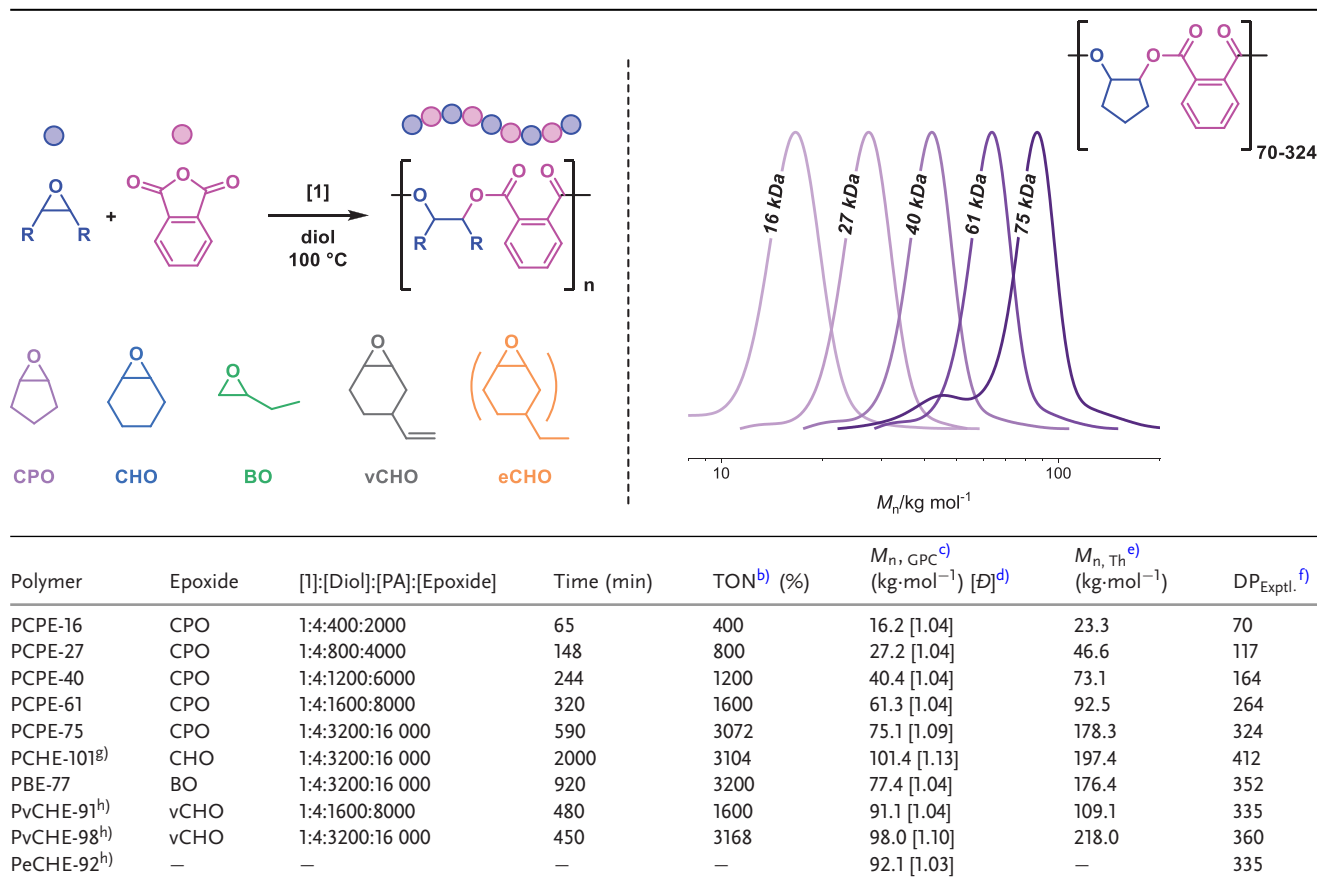 O
R
R
+
O
O
O
[1]
diol
100 °C
O
O
O
O
R
R
n
O
O
O
O
O
CPO
CHO
BO
vCHO
eCHO
O
O
O
O
70-324
16 kDa
27 kDa
40 kDa
61 kDa
75 kDa
10
100
Mn/kg mol-1
Polymer Epoxide [1]:[Diol]:[PA]:[Epoxide] Time (min) TONb) (%) Mn, GPCc) (kg·mol−1) [Đ]d) Mn, The) (kg·mol−1) DPExptl.f)
PCPE-16 CPO 1:4:400:2000 65 400 16.2 [1.04] 23.3 70
PCPE-27 CPO 1:4:800:4000 148 800 27.2 [1.04] 46.6 117
PCPE-40 CPO 1:4:1200:6000 244 1200 40.4 [1.04] 73.1 164
PCPE-61 CPO 1:4:1600:8000 320 1600 61.3 [1.04] 92.5 264
PCPE-75 CPO 1:4:3200:16 000 590 3072 75.1 [1.09] 178.3 324
PCHE-101g) CHO 1:4:3200:16 000 2000 3104 101.4 [1.13] 197.4 412
PBE-77 BO 1:4:3200:16 000 920 3200 77.4 [1.04] 176.4 352
PvCHE-91h) vCHO 1:4:1600:8000 480 1600 91.1 [1.04] 109.1 335
PvCHE-98h) vCHO 1:4:3200:16 000 450 3168 98.0 [1.10] 218.0 360
PeCHE-92h) — — — — 92.1 [1.03] — 335